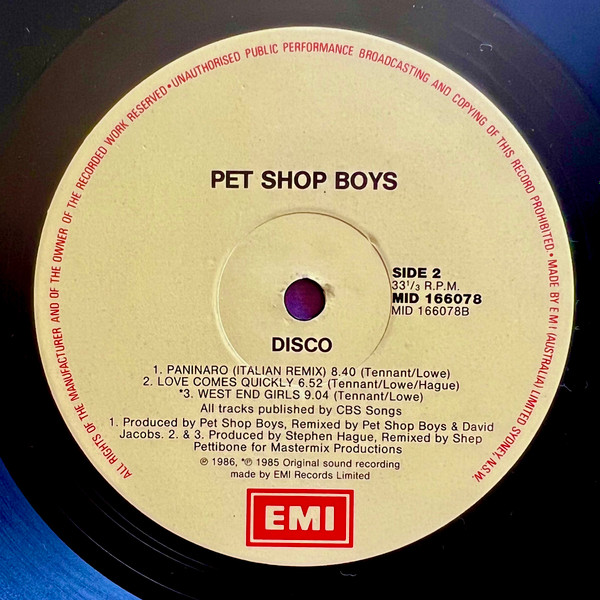 ALL RIGHTS OF THE MANUFACTURER AND OF THE OWNER OF THE RECORDED WORK RESERVED • UNAUTHORISED PUBLIC PERFORMANCE BROADCASTING AND COPYING OF THIS RECORD PROHIBITED. • MADE BY E M I (AUSTRALIA) LIMITED SYDNEY, N.S.W.
PET SHOP BOYS
SIDE 2
33 1/3 R.P.M.
MID 166078
MID 166078B
DISCO
1. PANINARO (ITALIAN REMIX) 8.40 (Tennant/Lowe)
2. LOVE COMES QUICKLY 6.52 (Tennant/Lowe/Hague)
*3. WEST END GIRLS 9.04 (Tennant/Lowe)
All tracks published by CBS Songs
1. Produced by Pet Shop Boys, Remixed by Pet Shop Boys & David
Jacobs. 2. & 3. Produced by Stephen Hague, Remixed by Shep
Pettibone for Mastermix Productions
℗ 1986, *℗ 1985 Original sound recording
made by EMI Records Limited
EMI